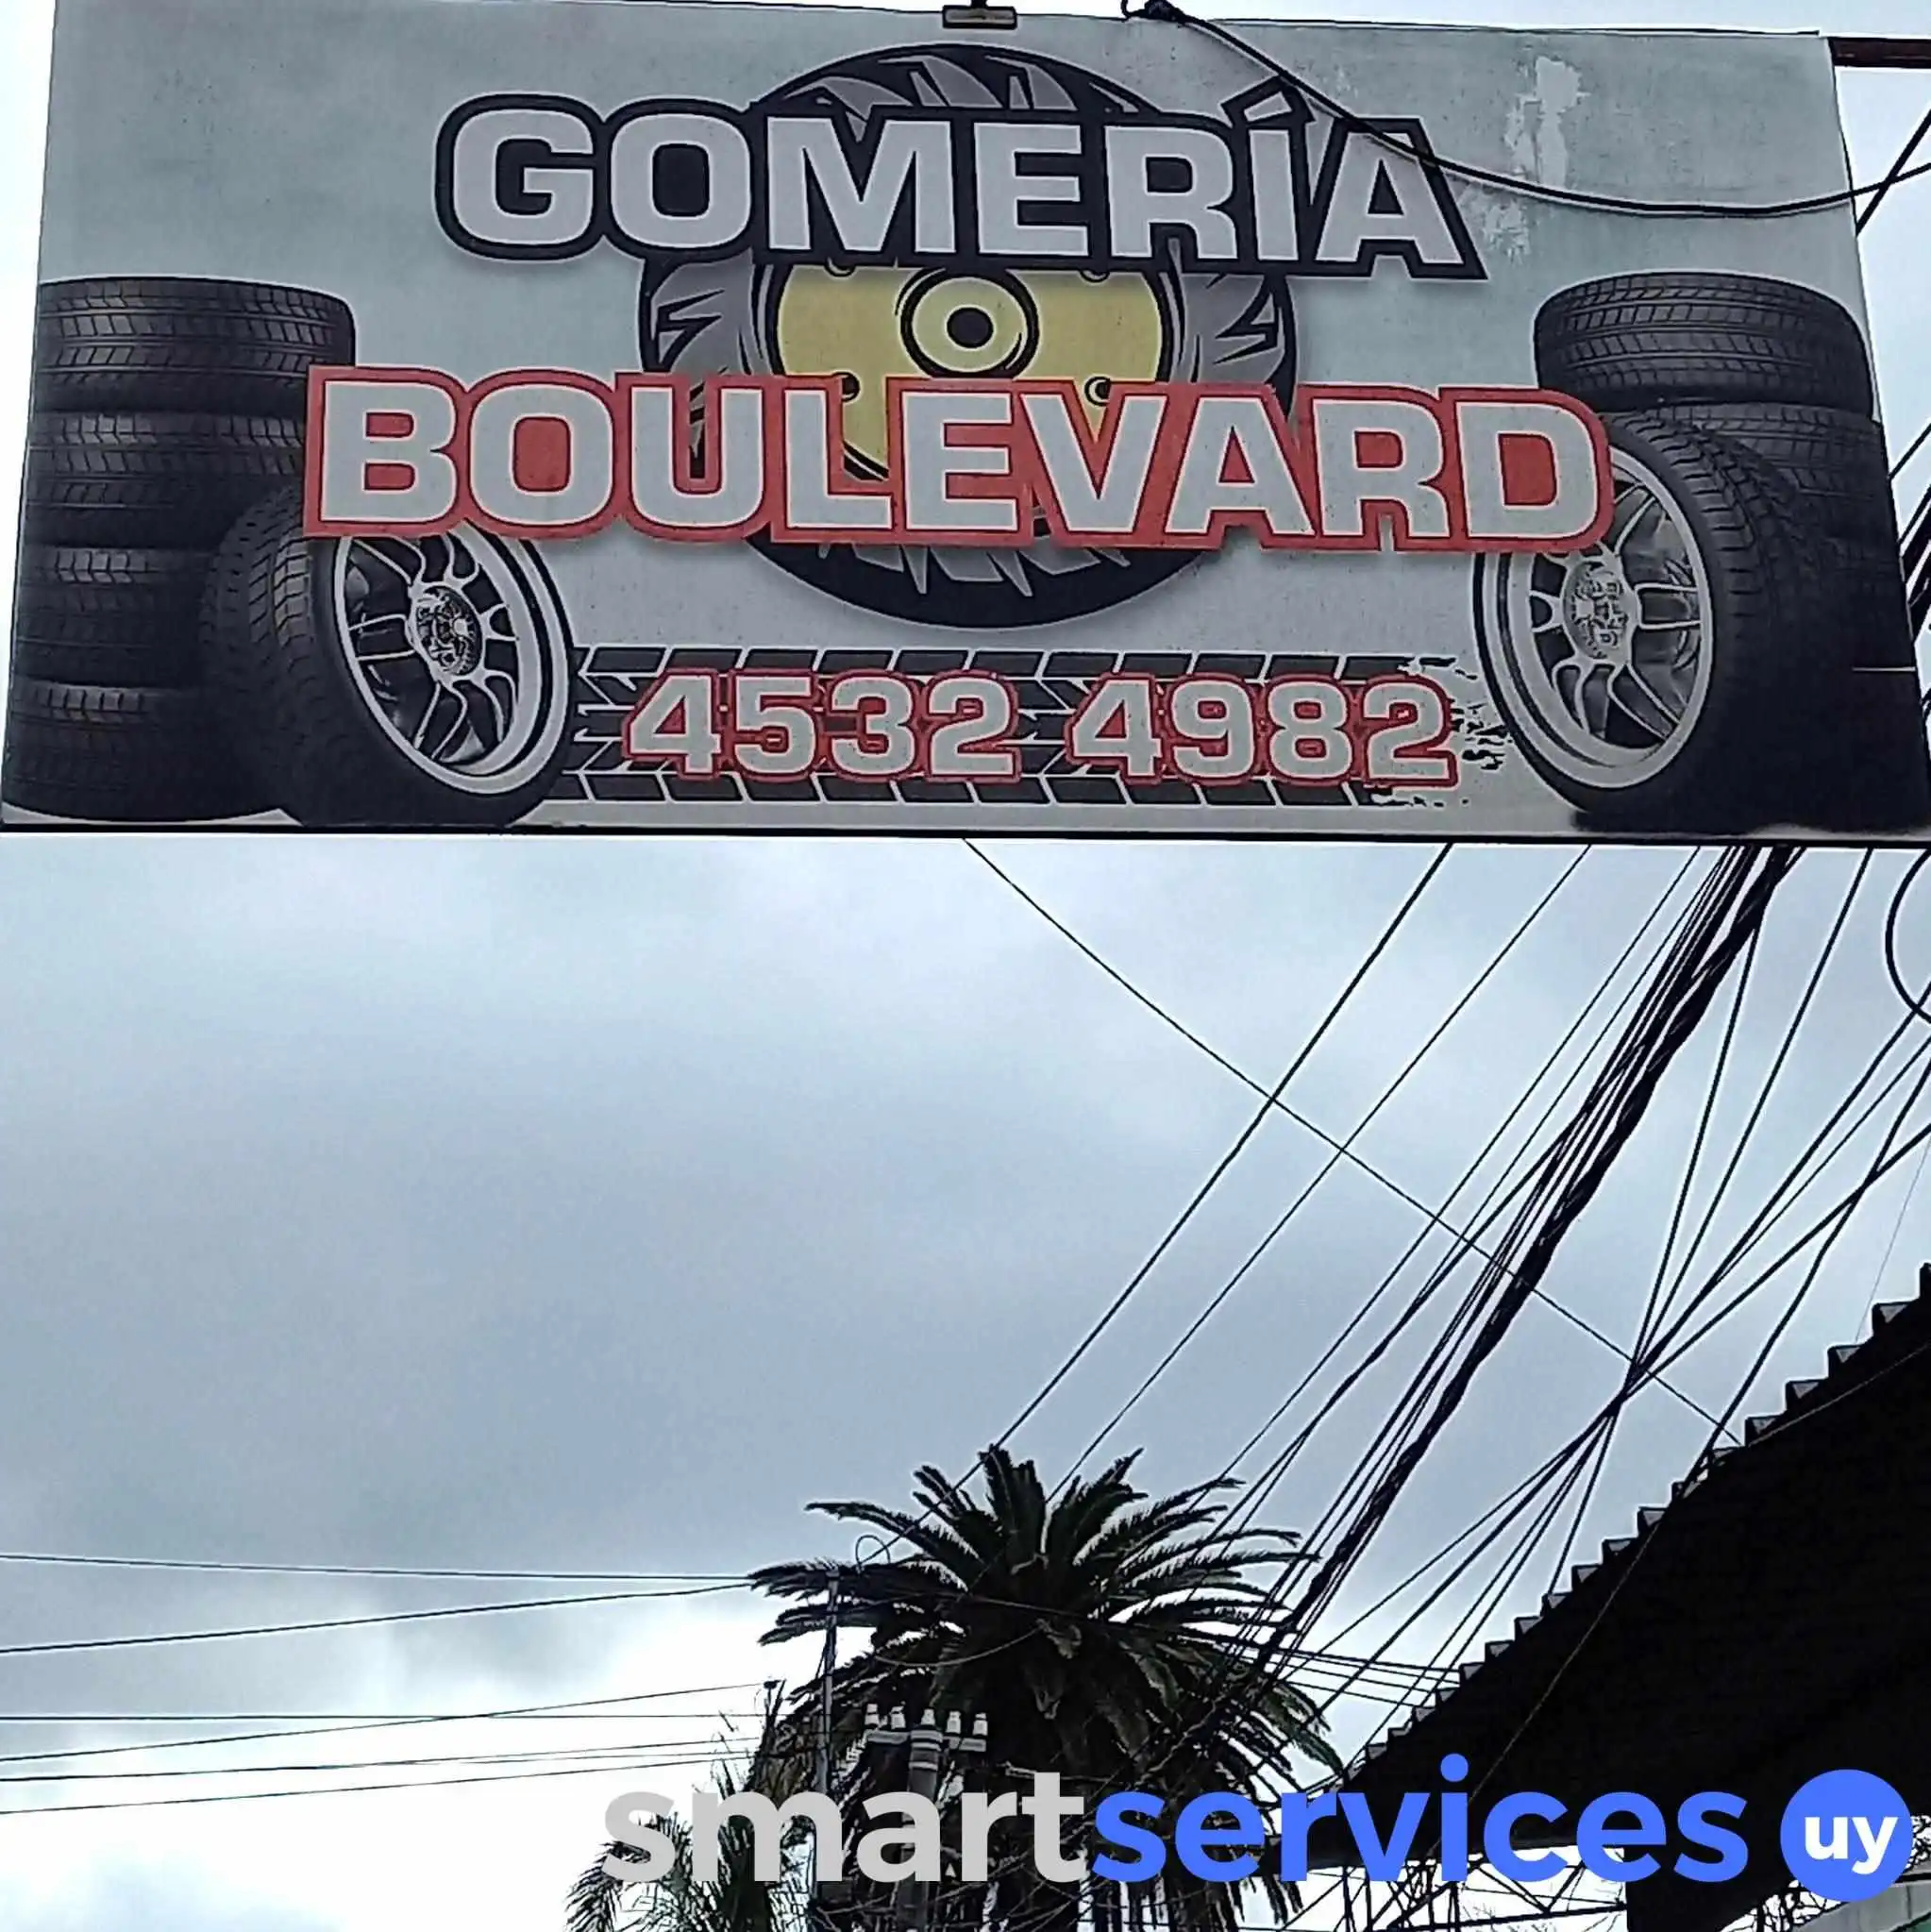 GOMERÍA
BOULEVARD
4532 4982
smartservices uy